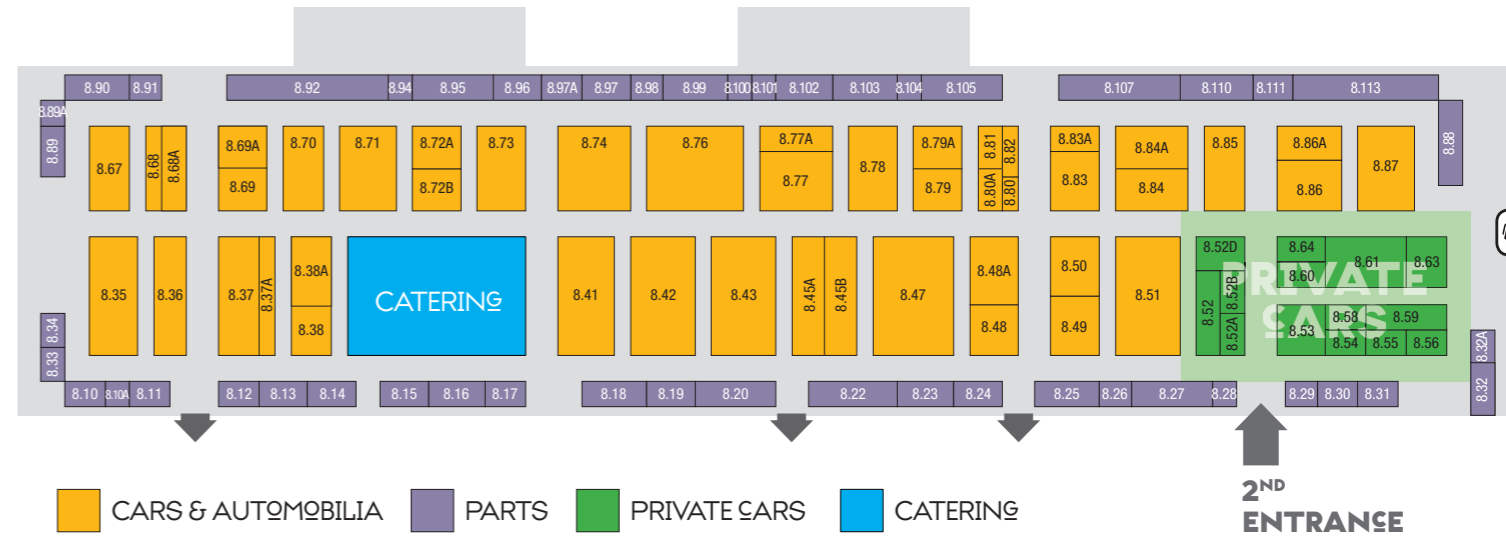 8.90 8.91 8.92 8.94 8.95 8.96 8.97A 8.97 8.98 8.99 8.100 8.101 8.102 8.103 8.104 8.105 8.107 8.110 8.111 8.113
8.89A
8.89
8.88
8.67 8.68 8.68A 8.69A 8.70 8.71 8.72A 8.73 8.74 8.76 8.77A 8.78 8.79A 8.81 8.82 8.83A 8.84A 8.85 8.86A 8.87
8.69 8.72B 8.77 8.79 8.80A 8.80 8.83 8.84 8.86
8.35 8.36 8.37 8.37A 8.38A CATERING 8.41 8.42 8.43 8.45A 8.45B 8.47 8.48A 8.50 8.51 8.52D 8.64 8.61 8.63
8.60
8.52 8.52B
PRIVATE
CARS
8.38 8.48 8.49 8.52A 8.53 8.58 8.59
8.54 8.55 8.56
8.34
8.33
8.32A
8.32
8.10 8.10A 8.11 8.12 8.13 8.14 8.15 8.16 8.17 8.18 8.19 8.20 8.22 8.23 8.24 8.25 8.26 8.27 8.28 8.29 8.30 8.31
CARS & AUTOMOBILIA PARTS PRIVATE CARS CATERING
2ND
ENTRANCE